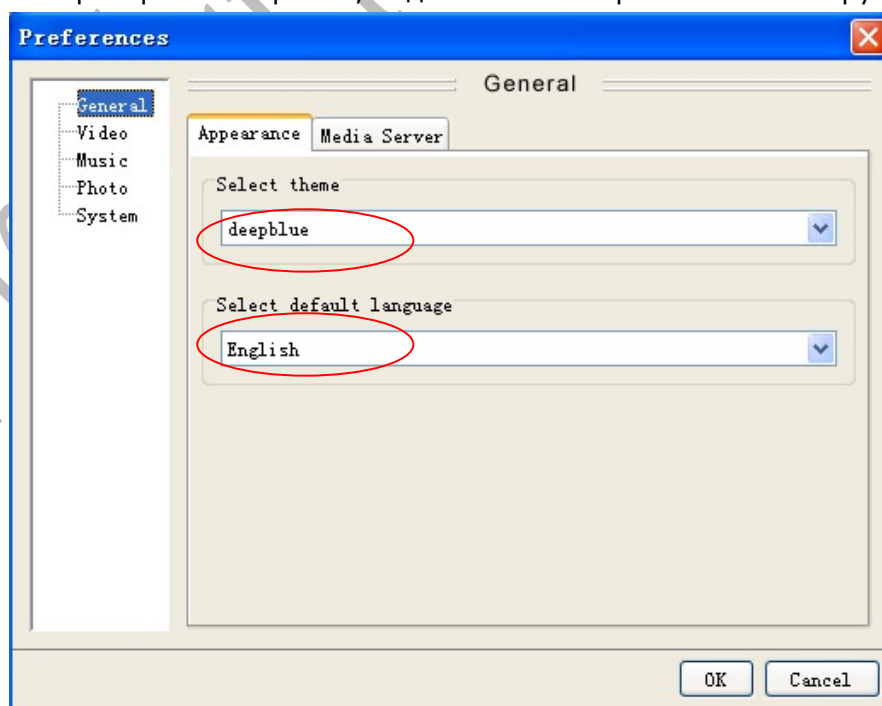 Preferences
General
General
Video
Music
Photo
System
Appearance Media Server
Select theme
deepblue
Select default language
English
OK Cancel